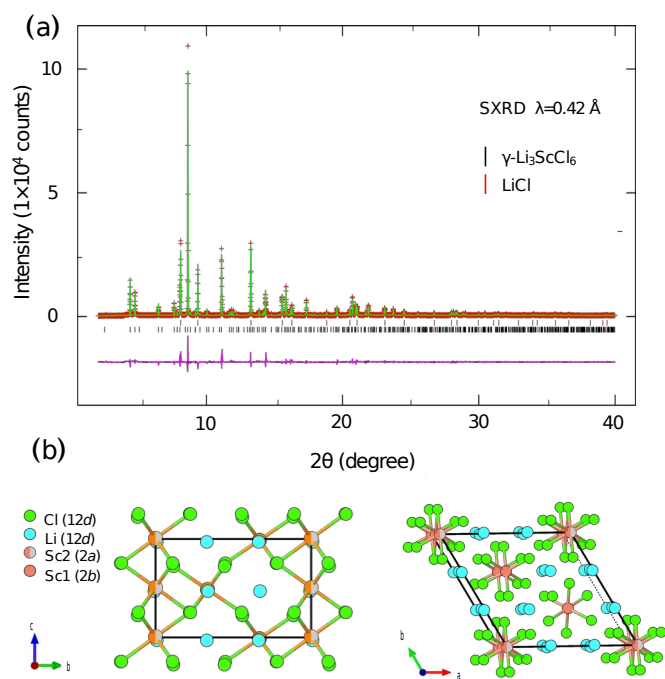 (a)
10
5
0
Intensity (1×10⁴ counts)
SXRD λ=0.42 Å
γ-Li₃ScCl₆
LiCl
10
20
30
40
2θ (degree)
(b)
Cl (12d)
Li (12d)
Sc2 (2a)
Sc1 (2b)
c
b
b
a